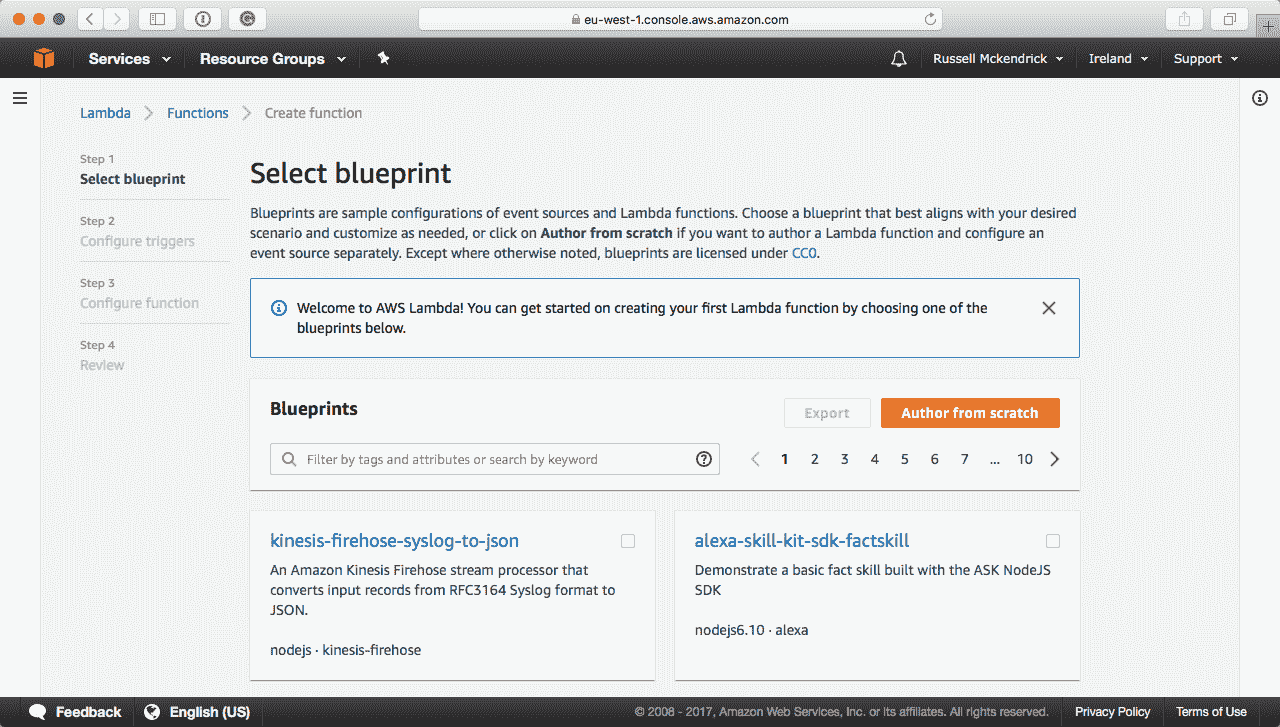 eu-west-1.console.aws.amazon.com
Services
Resource Groups
Russell Mckendrick
Ireland
Support
Lambda
Functions
Create function
Step 1
Select blueprint
Step 2
Configure triggers
Step 3
Configure function
Step 4
Review
Select blueprint
Blueprints are sample configurations of event sources and Lambda functions. Choose a blueprint that best aligns with your desired
scenario and customize as needed, or click on Author from scratch if you want to author a Lambda function and configure an
event source separately. Except where otherwise noted, blueprints are licensed under CC0.
Welcome to AWS Lambda! You can get started on creating your first Lambda function by choosing one of the
blueprints below.
Blueprints
Export
Author from scratch
Filter by tags and attributes or search by keyword
1 2 3 4 5 6 7 ... 10
kinesis-firehose-syslog-to-json
An Amazon Kinesis Firehose stream processor that
converts input records from RFC3164 Syslog format to
JSON.
nodejs · kinesis-firehose
alexa-skill-kit-sdk-factskill
Demonstrate a basic fact skill built with the ASK NodeJS
SDK
nodejs6.10 · alexa
Feedback
English (US)
© 2008 - 2017, Amazon Web Services, Inc. or its affiliates. All rights reserved.
Privacy Policy
Terms of Use